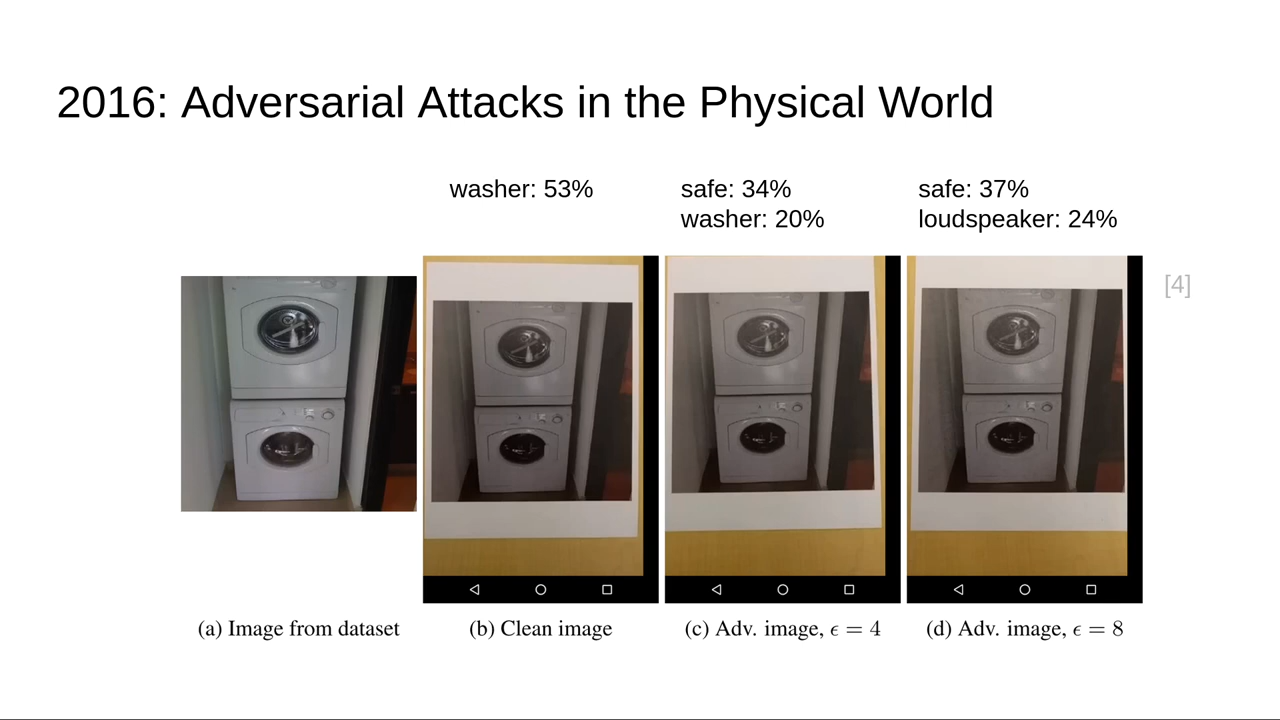 2016: Adversarial Attacks in the Physical World
washer: 53%
safe: 34%
washer: 20%
safe: 37%
loudspeaker: 24%
[4]
(a) Image from dataset
(b) Clean image
(c) Adv. image, ϵ = 4
(d) Adv. image, ϵ = 8